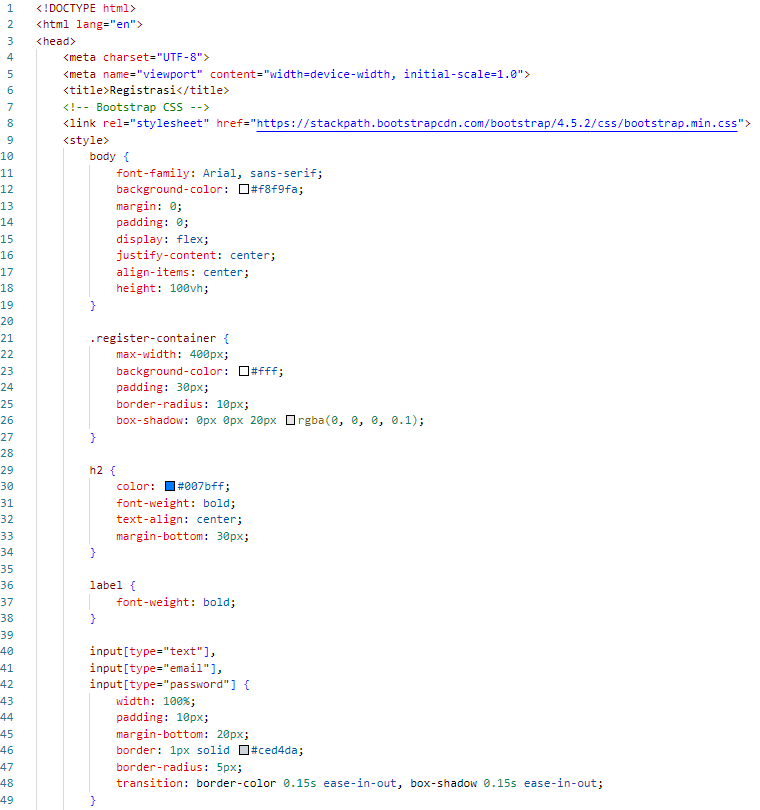 1 <!DOCTYPE html>
2 <html lang="en">
3 <head>
4 <meta charset="UTF-8">
5 <meta name="viewport" content="width=device-width, initial-scale=1.0">
6 <title>Registrasi</title>
7 <!-- Bootstrap CSS -->
8 <link rel="stylesheet" href="https://stackpath.bootstrapcdn.com/bootstrap/4.5.2/css/bootstrap.min.css">
9 <style>
10 body {
11 font-family: Arial, sans-serif;
12 background-color: #f8f9fa;
13 margin: 0;
14 padding: 0;
15 display: flex;
16 justify-content: center;
17 align-items: center;
18 height: 100vh;
19 }
20
21 .register-container {
22 max-width: 400px;
23 background-color: #fff;
24 padding: 30px;
25 border-radius: 10px;
26 box-shadow: 0px 0px 20px rgba(0, 0, 0, 0.1);
27 }
28
29 h2 {
30 color: #007bff;
31 font-weight: bold;
32 text-align: center;
33 margin-bottom: 30px;
34 }
35
36 label {
37 font-weight: bold;
38 }
39
40 input[type="text"],
41 input[type="email"],
42 input[type="password"] {
43 width: 100%;
44 padding: 10px;
45 margin-bottom: 20px;
46 border: 1px solid #ced4da;
47 border-radius: 5px;
48 transition: border-color 0.15s ease-in-out, box-shadow 0.15s ease-in-out;
49 }